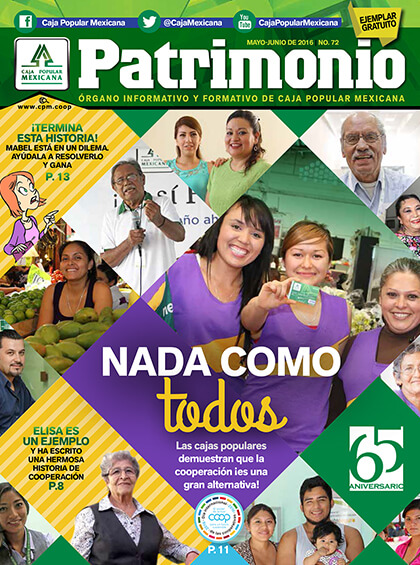 Caja Popular Mexicana
@CajaMexicana
You Tube
CajaPopularMexicana
EJEMPLAR
GRATUITO
MAYO-JUNIO DE 2016 NO. 72
CAJA POPULAR
MEXICANA
www.cpm.coop
Patrimonio
ÓRGANO INFORMATIVO Y FORMATIVO DE CAJA POPULAR MEXICANA
¡TERMINA
ESTA HISTORIA!
MABEL ESTÁ EN UN DILEMA.
AYÚDALA A RESOLVERLO
Y GANA
P. 13
NADA COMO
todos
Las cajas populares
demuestran que la
cooperación ¡es una
gran alternativa!
ELISA ES
UN EJEMPLO
Y HA ESCRITO
UNA HERMOSA
HISTORIA DE
COOPERACIÓN
P.8
65
ANIVERSARIO
coop
P. 11